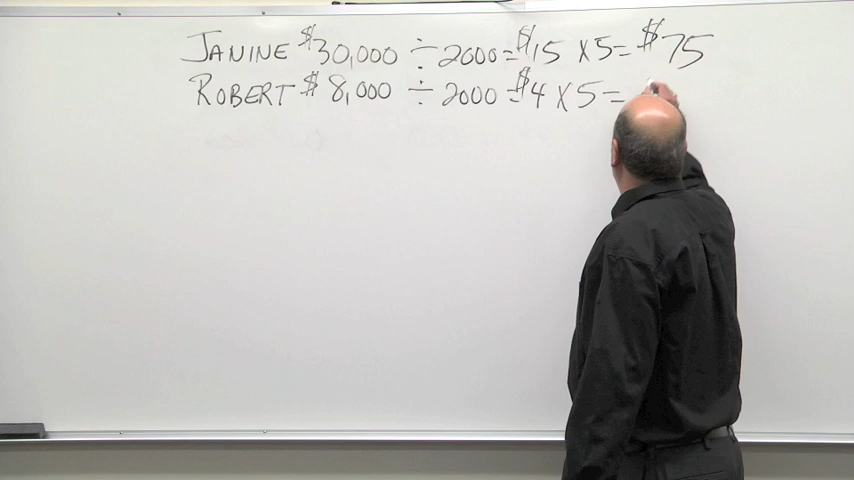 JANINE $30,000 ÷ 2000 = $15 x 5 = $75
ROBERT $8,000 ÷ 2000 = $4 x 5 =